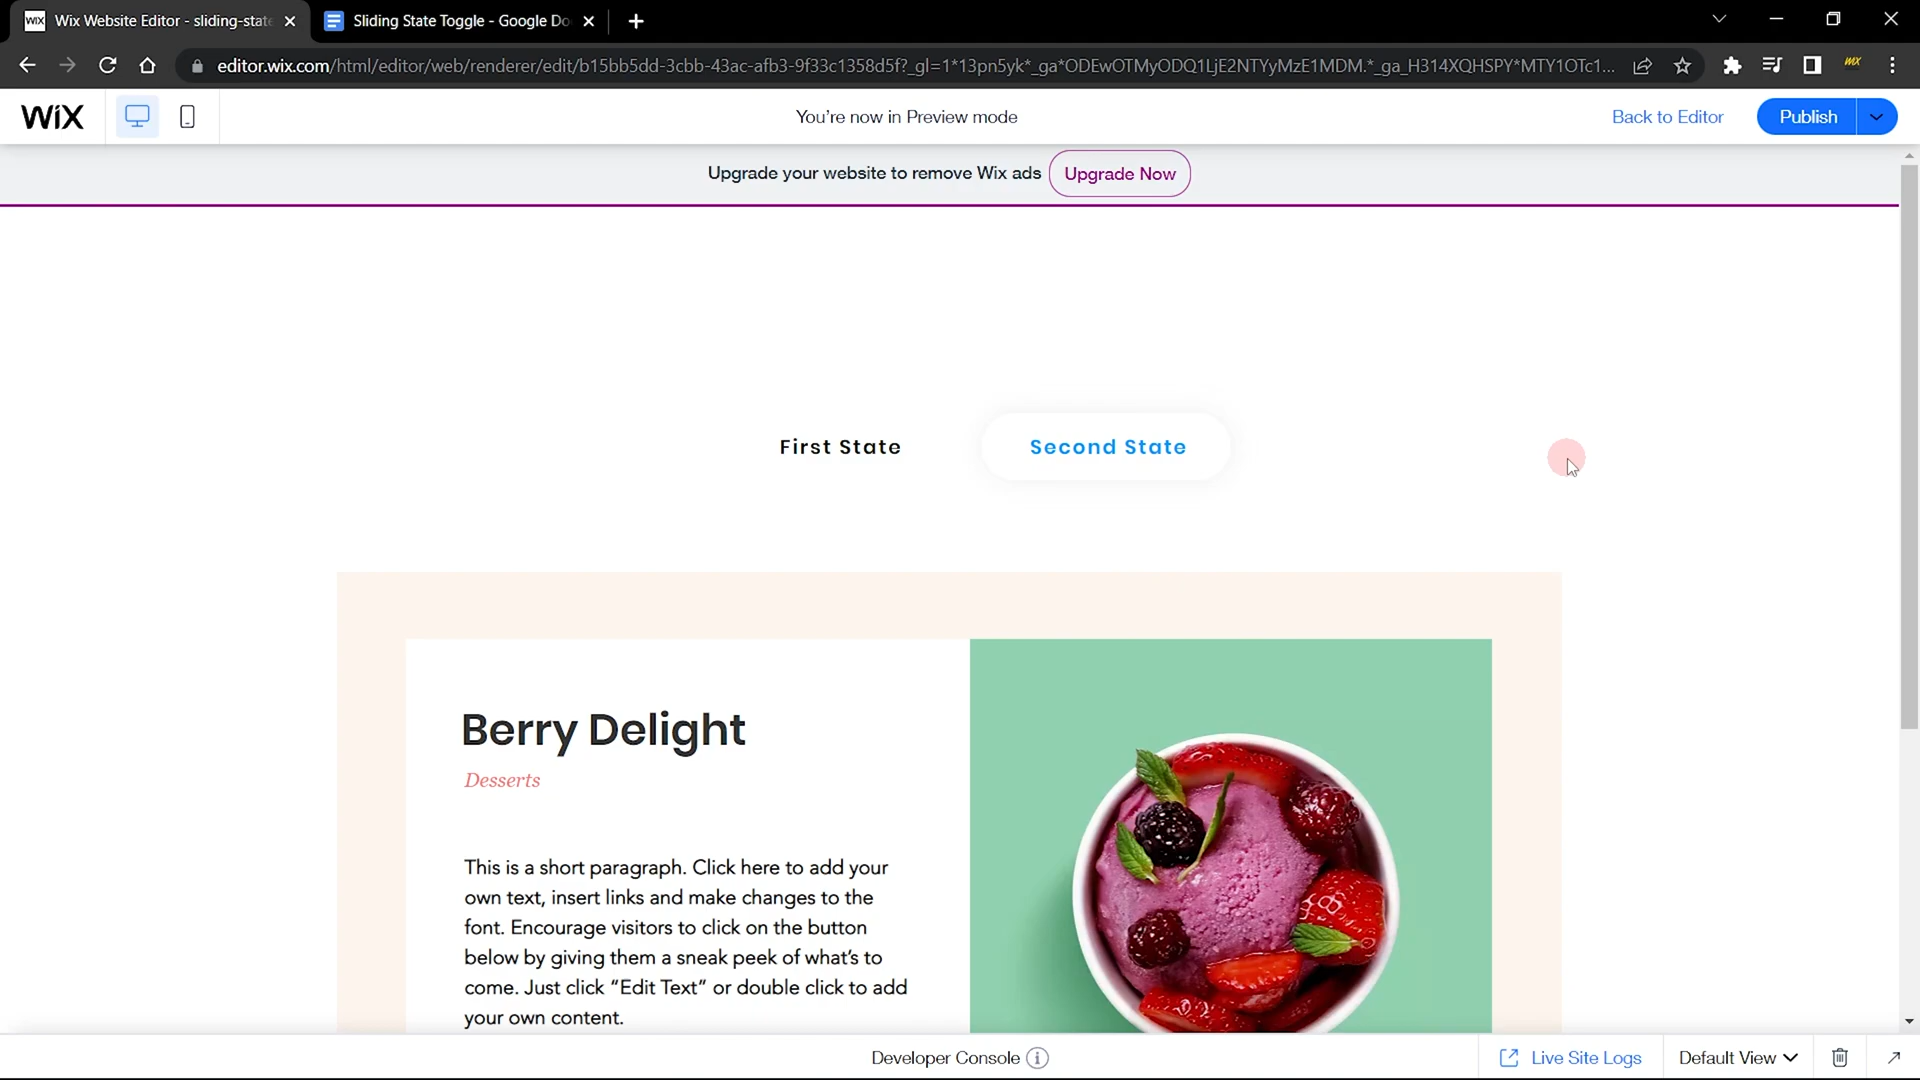 WiX Wix Website Editor - sliding-state Sliding State Toggle - Google Do
editor.wix.com/html/editor/web/renderer/edit/b15bb5dd-3cbb-43ac-afb3-9f33c1358d5f?_gl=1*13pn5yk*_ga*ODEwOTMyODQ1LjE2NTYyMzE1MDM.*_ga_H314XQHSPY*MTY1OTc1... WiX
WiX You're now in Preview mode Back to Editor Publish
Upgrade your website to remove Wix ads Upgrade Now
First State Second State
Berry Delight
Desserts
This is a short paragraph. Click here to add your
own text, insert links and make changes to the
font. Encourage visitors to click on the button
below by giving them a sneak peek of what's to
come. Just click “Edit Text” or double click to add
your own content.
Developer Console Live Site Logs Default View